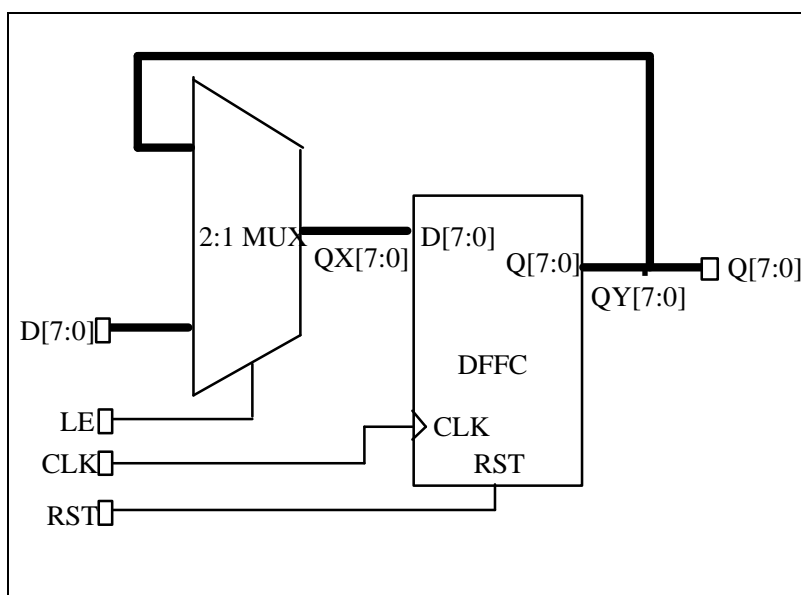 2:1 MUX
QX[7:0]
D[7:0]
Q[7:0]
Q[7:0]
QY[7:0]
D[7:0]
DFFC
LE
CLK
CLK
RST
RST